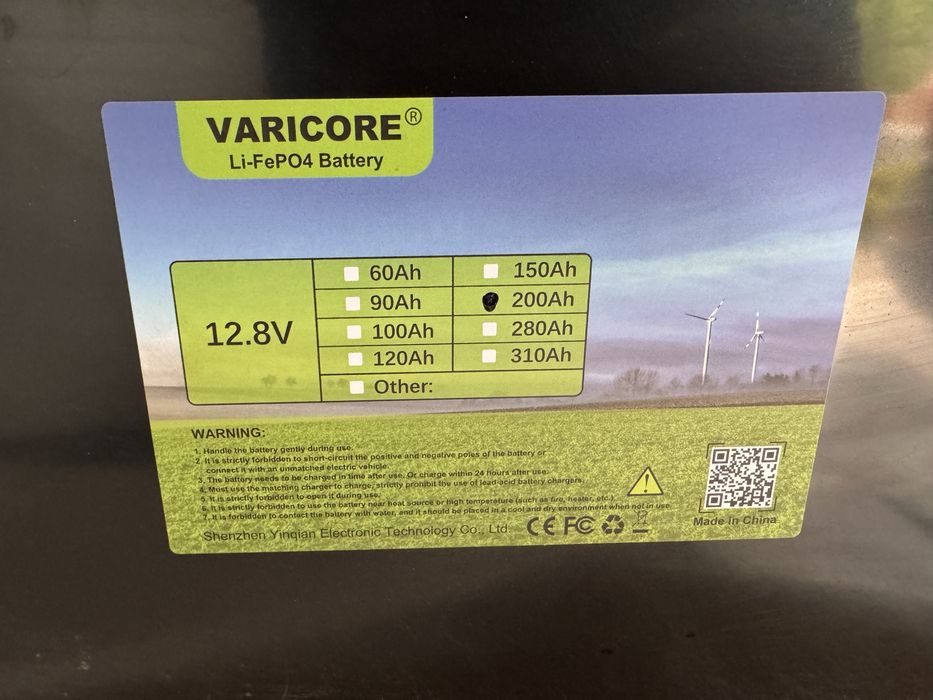 VARICORE®
Li-FePO4 Battery
12.8V
60Ah 150Ah
90Ah 200Ah
100Ah 280Ah
120Ah 310Ah
Other:
WARNING:
1. Handle the battery gently during use.
2. It is strictly forbidden to short-circuit the positive and negative poles of the battery or
connect it with an unmatched electric vehicle.
3. The battery needs to be charged in time after use. Or charge within 24 hours after use.
4. Must use the matching charger to charge, strictly prohibit the use of lead-acid battery chargers.
5. It is strictly forbidden to open it during use.
6. It is strictly forbidden to use the battery near heat source or high temperature (such as fire, heater, etc.).
7. It is forbidden to contact the battery with water, and it should be placed in a cool and dry environment when not in use.
Shenzhen Yinqian Electronic Technology Co., Ltd. CE FC
Made In China